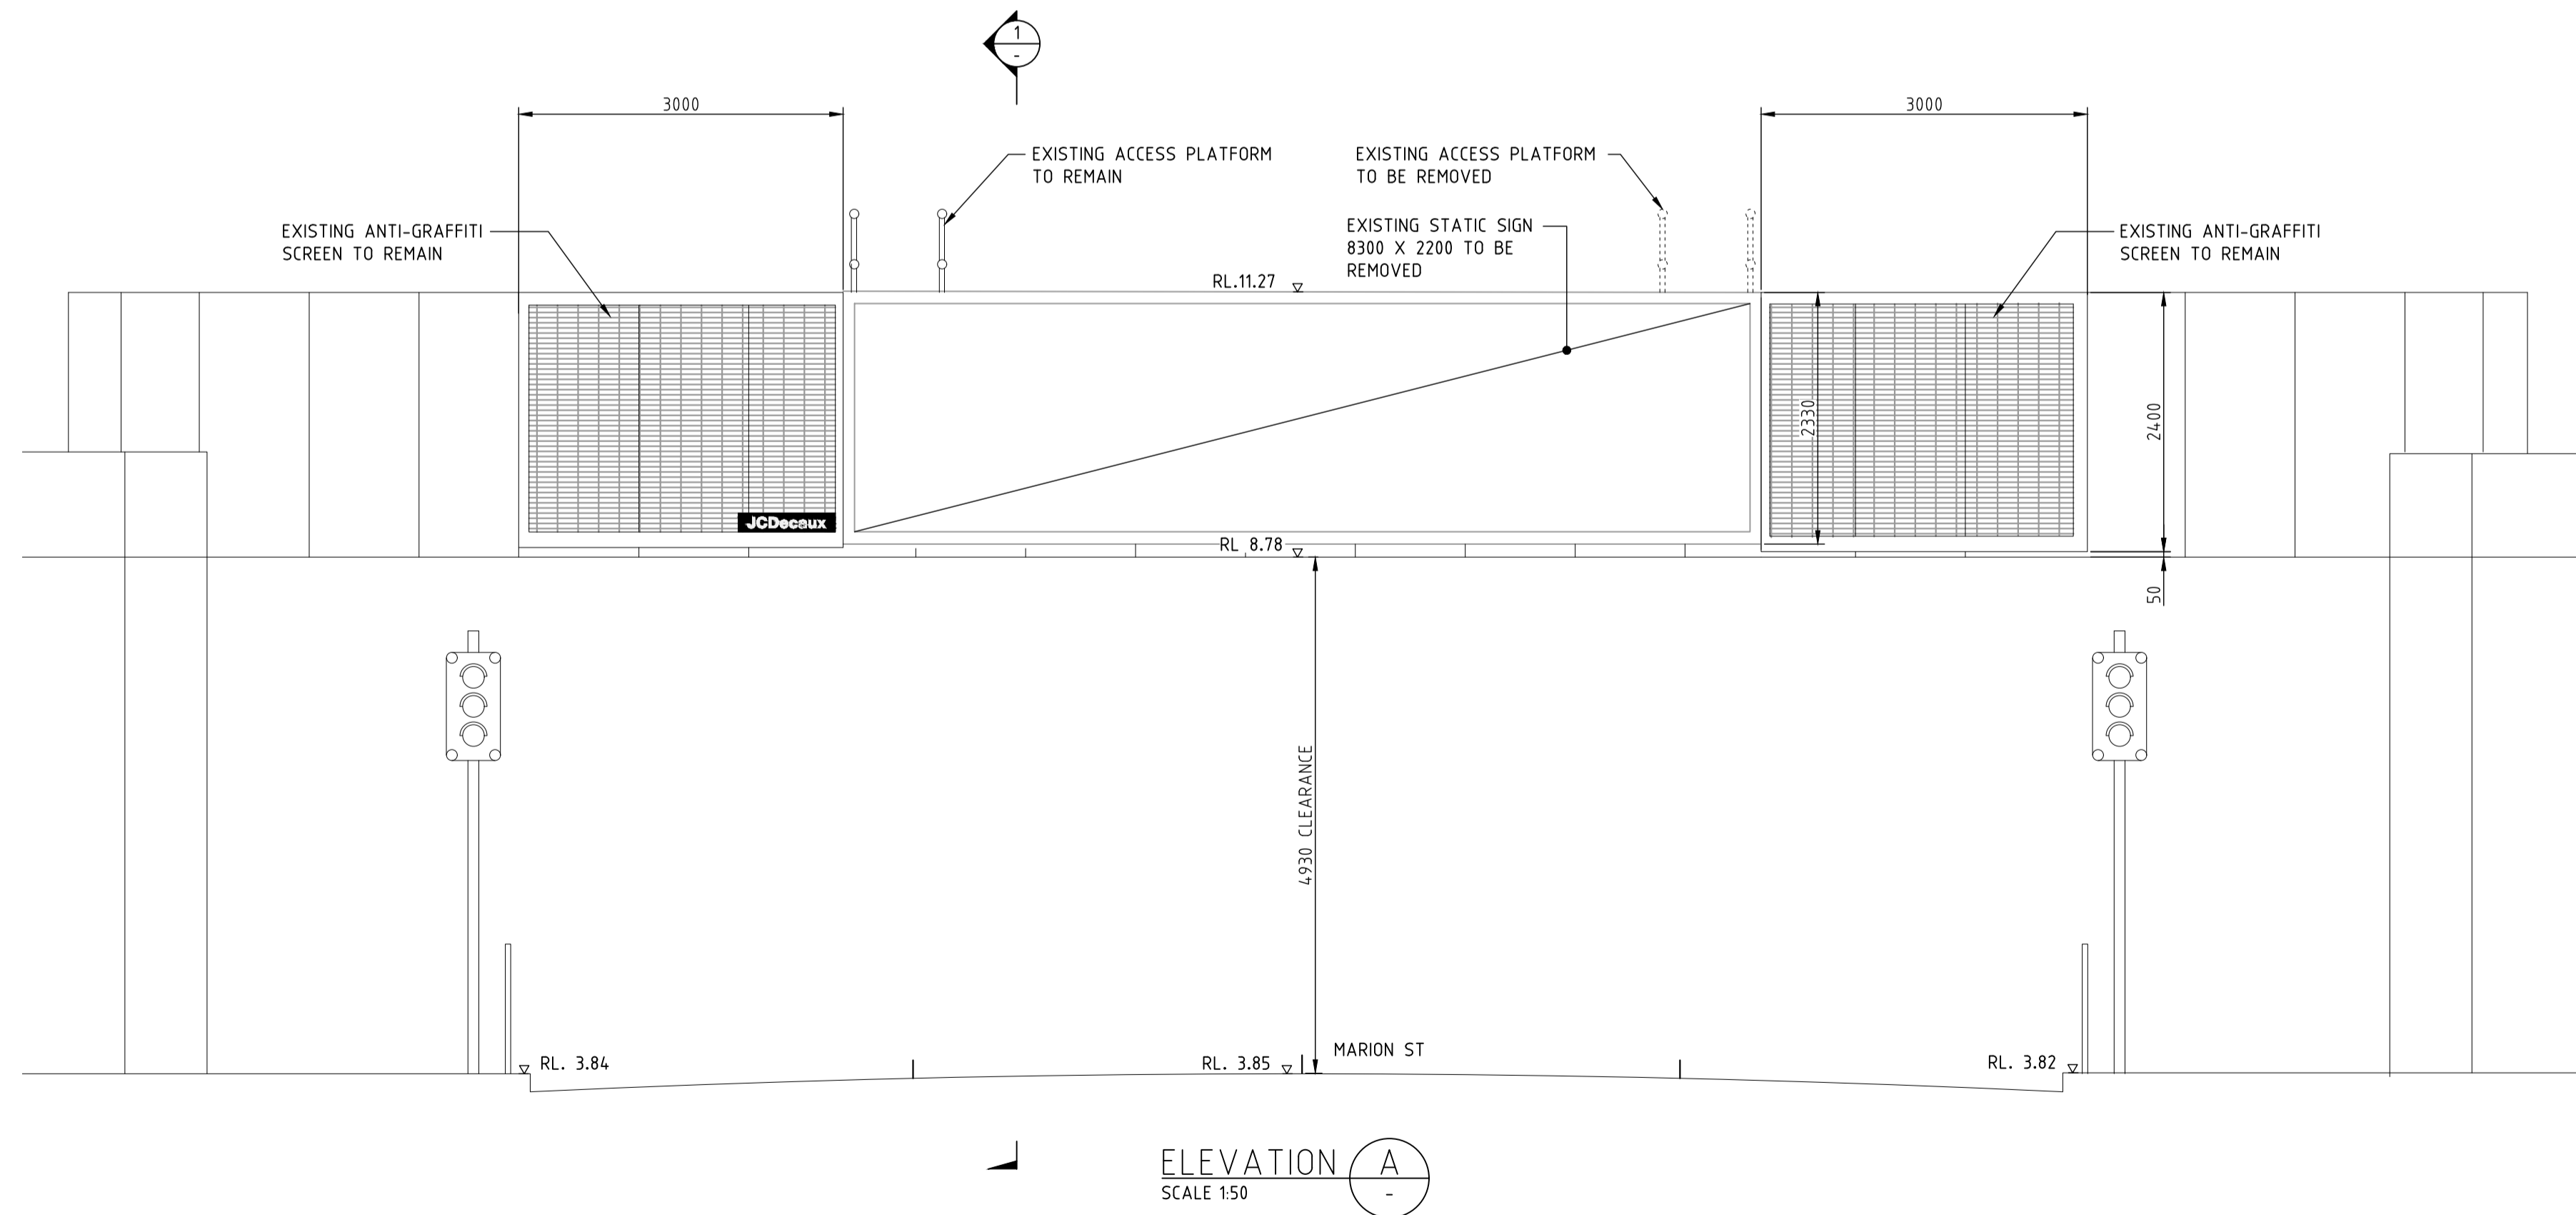 1
-
3000
3000
EXISTING ACCESS PLATFORM
TO REMAIN
EXISTING ACCESS PLATFORM
TO BE REMOVED
EXISTING STATIC SIGN
8300 X 2200 TO BE
REMOVED
EXISTING ANTI-GRAFFITI
SCREEN TO REMAIN
EXISTING ANTI-GRAFFITI
SCREEN TO REMAIN
RL.11.27
2330
2400
JCDecaux
RL 8.78
50
4930 CLEARANCE
MARION ST
RL. 3.84
RL. 3.85
RL. 3.82
ELEVATION
A
SCALE 1:50
-